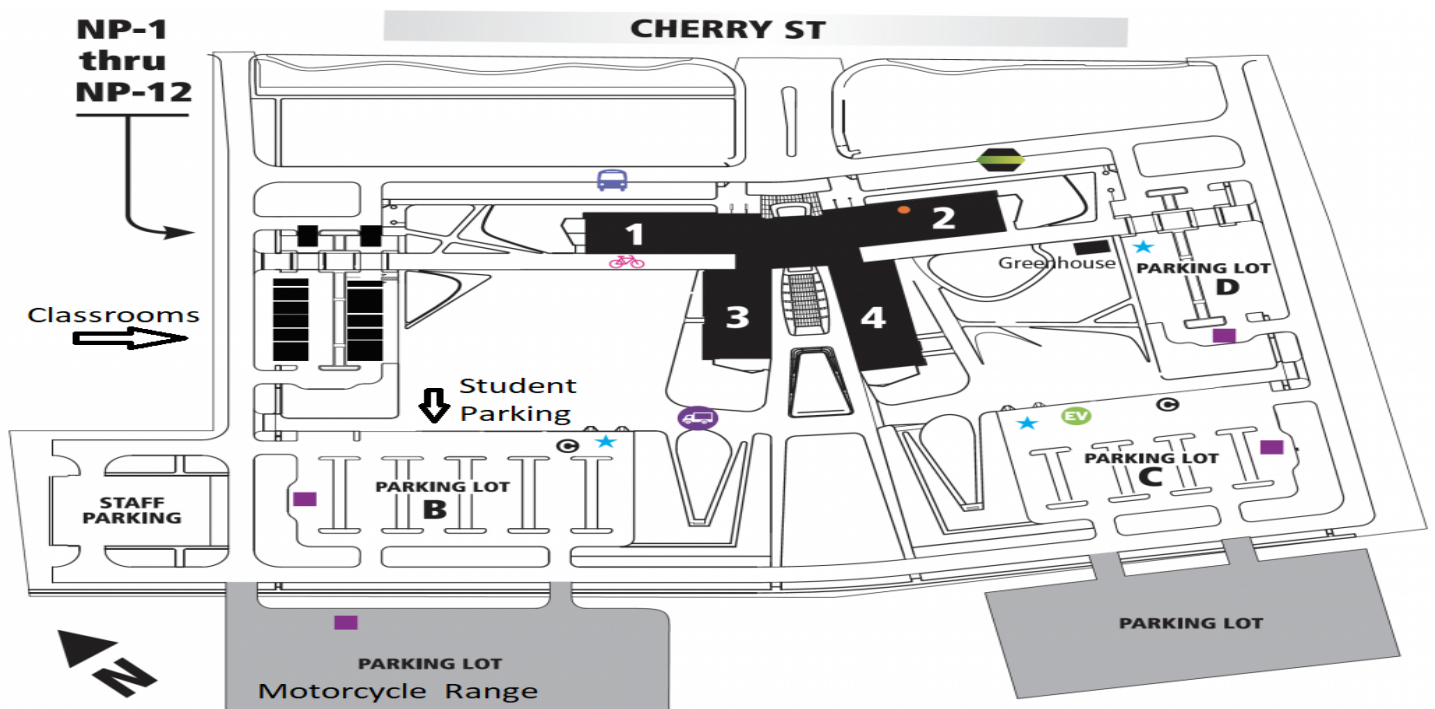 CHERRY ST
NP-1
thru
NP-12
1
2
Greenhouse
PARKING LOT
D
Classrooms
3
4
Student
Parking
EV
C
C
PARKING LOT
B
PARKING LOT
C
STAFF
PARKING
PARKING LOT
PARKING LOT
Motorcycle Range
N